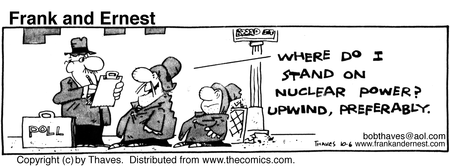 Frank and Ernest
WHERE DO I
STAND ON
NUCLEAR POWER?
UPWIND, PREFERABLY.
POLL
THAVES 10-6
bobthaves@aol.com
www.frankandernest.com
Copyright (c) by Thaves. Distributed from www.thecomics.com.